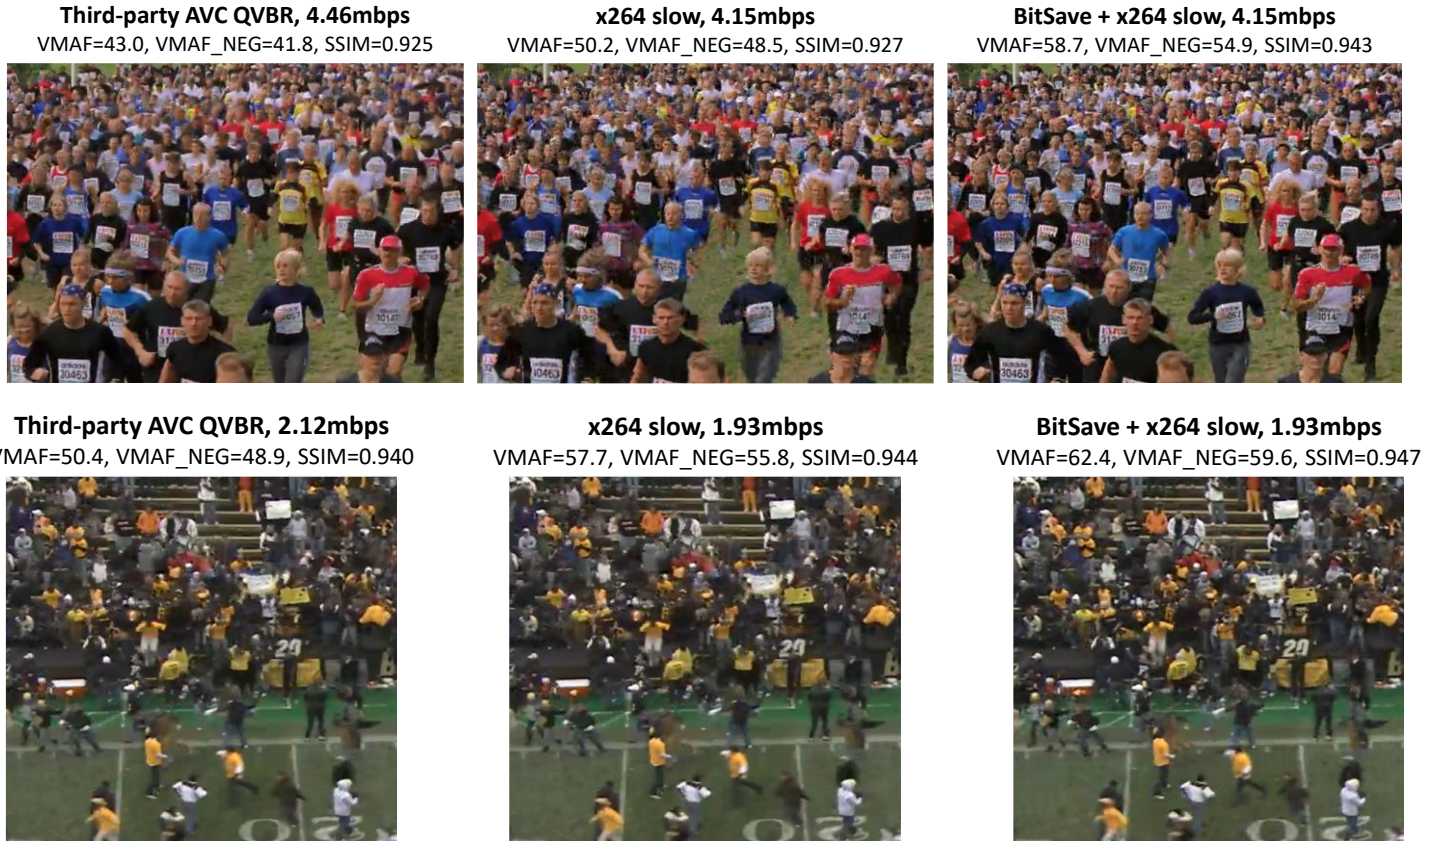 Third-party AVC QVBR, 4.46mbps
VMAF=43.0, VMAF_NEG=41.8, SSIM=0.925
x264 slow, 4.15mbps
VMAF=50.2, VMAF_NEG=48.5, SSIM=0.927
BitSave + x264 slow, 4.15mbps
VMAF=58.7, VMAF_NEG=54.9, SSIM=0.943
30463
30463
30463
Third-party AVC QVBR, 2.12mbps
VMAF=50.4, VMAF_NEG=48.9, SSIM=0.940
x264 slow, 1.93mbps
VMAF=57.7, VMAF_NEG=55.8, SSIM=0.944
BitSave + x264 slow, 1.93mbps
VMAF=62.4, VMAF_NEG=59.6, SSIM=0.947
20
20
20